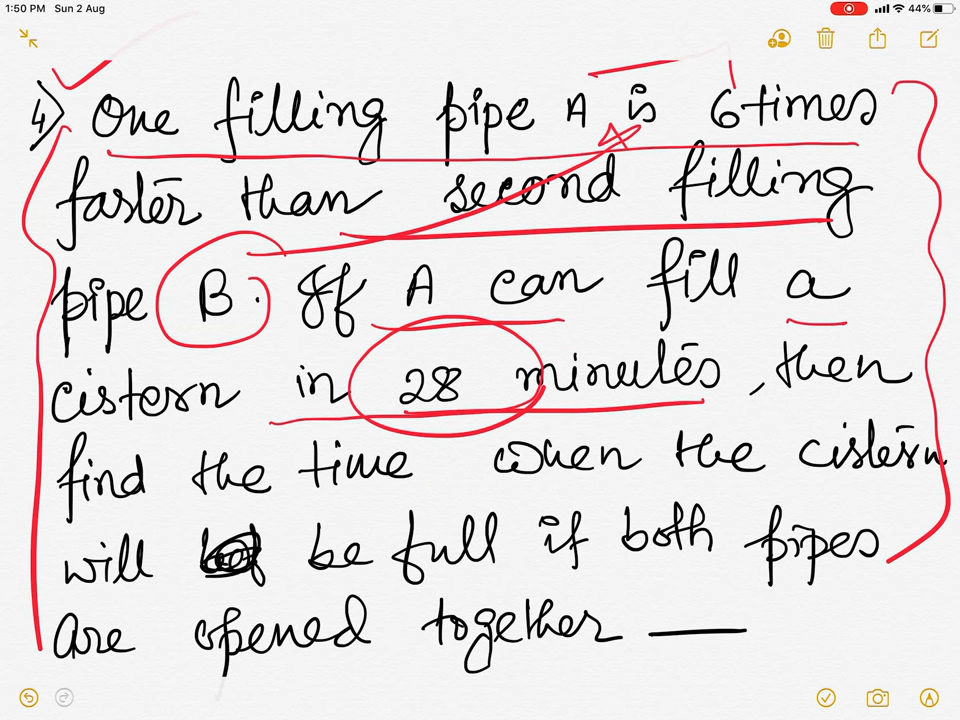 1:50 PM Sun 2 Aug
44%
4) One filling pipe A is 6 times
faster than second filling
pipe B. If A can fill a
cistern in 28 minutes, then
find the time when the cistern
will be full if both pipes
are opened together —